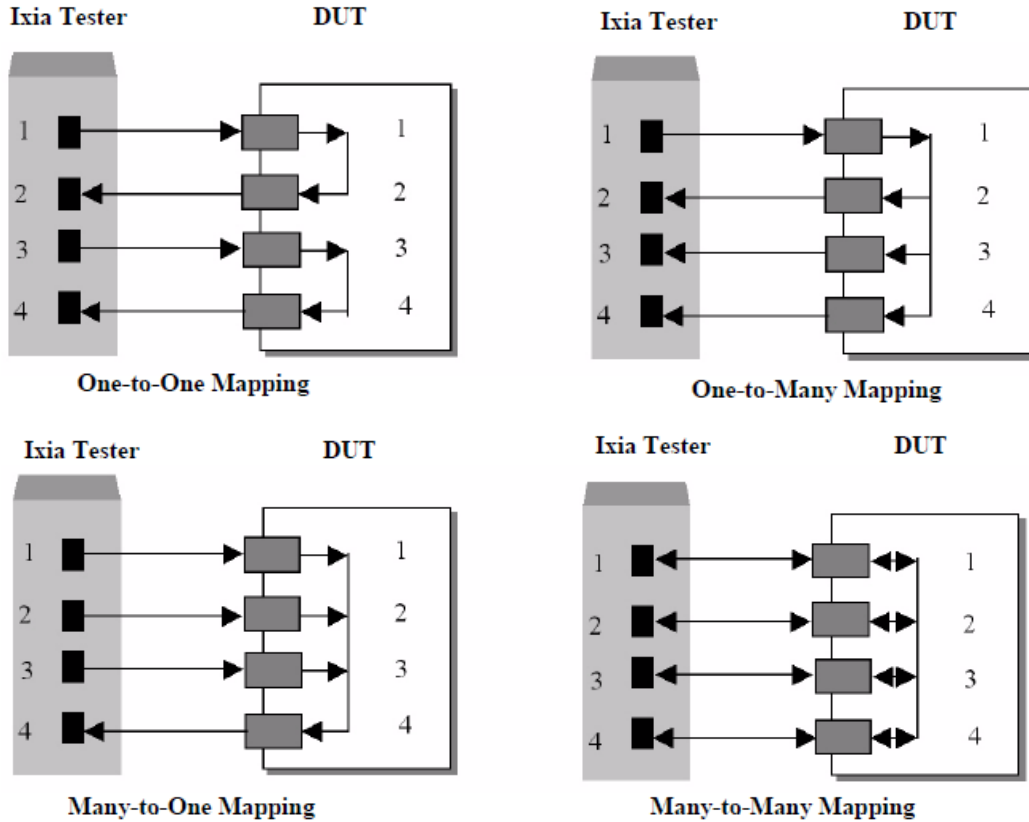 Ixia Tester DUT
1 1
2 2
3 3
4 4
One-to-One Mapping
Ixia Tester DUT
1 1
2 2
3 3
4 4
One-to-Many Mapping
Ixia Tester DUT
1 1
2 2
3 3
4 4
Many-to-One Mapping
Ixia Tester DUT
1 1
2 2
3 3
4 4
Many-to-Many Mapping